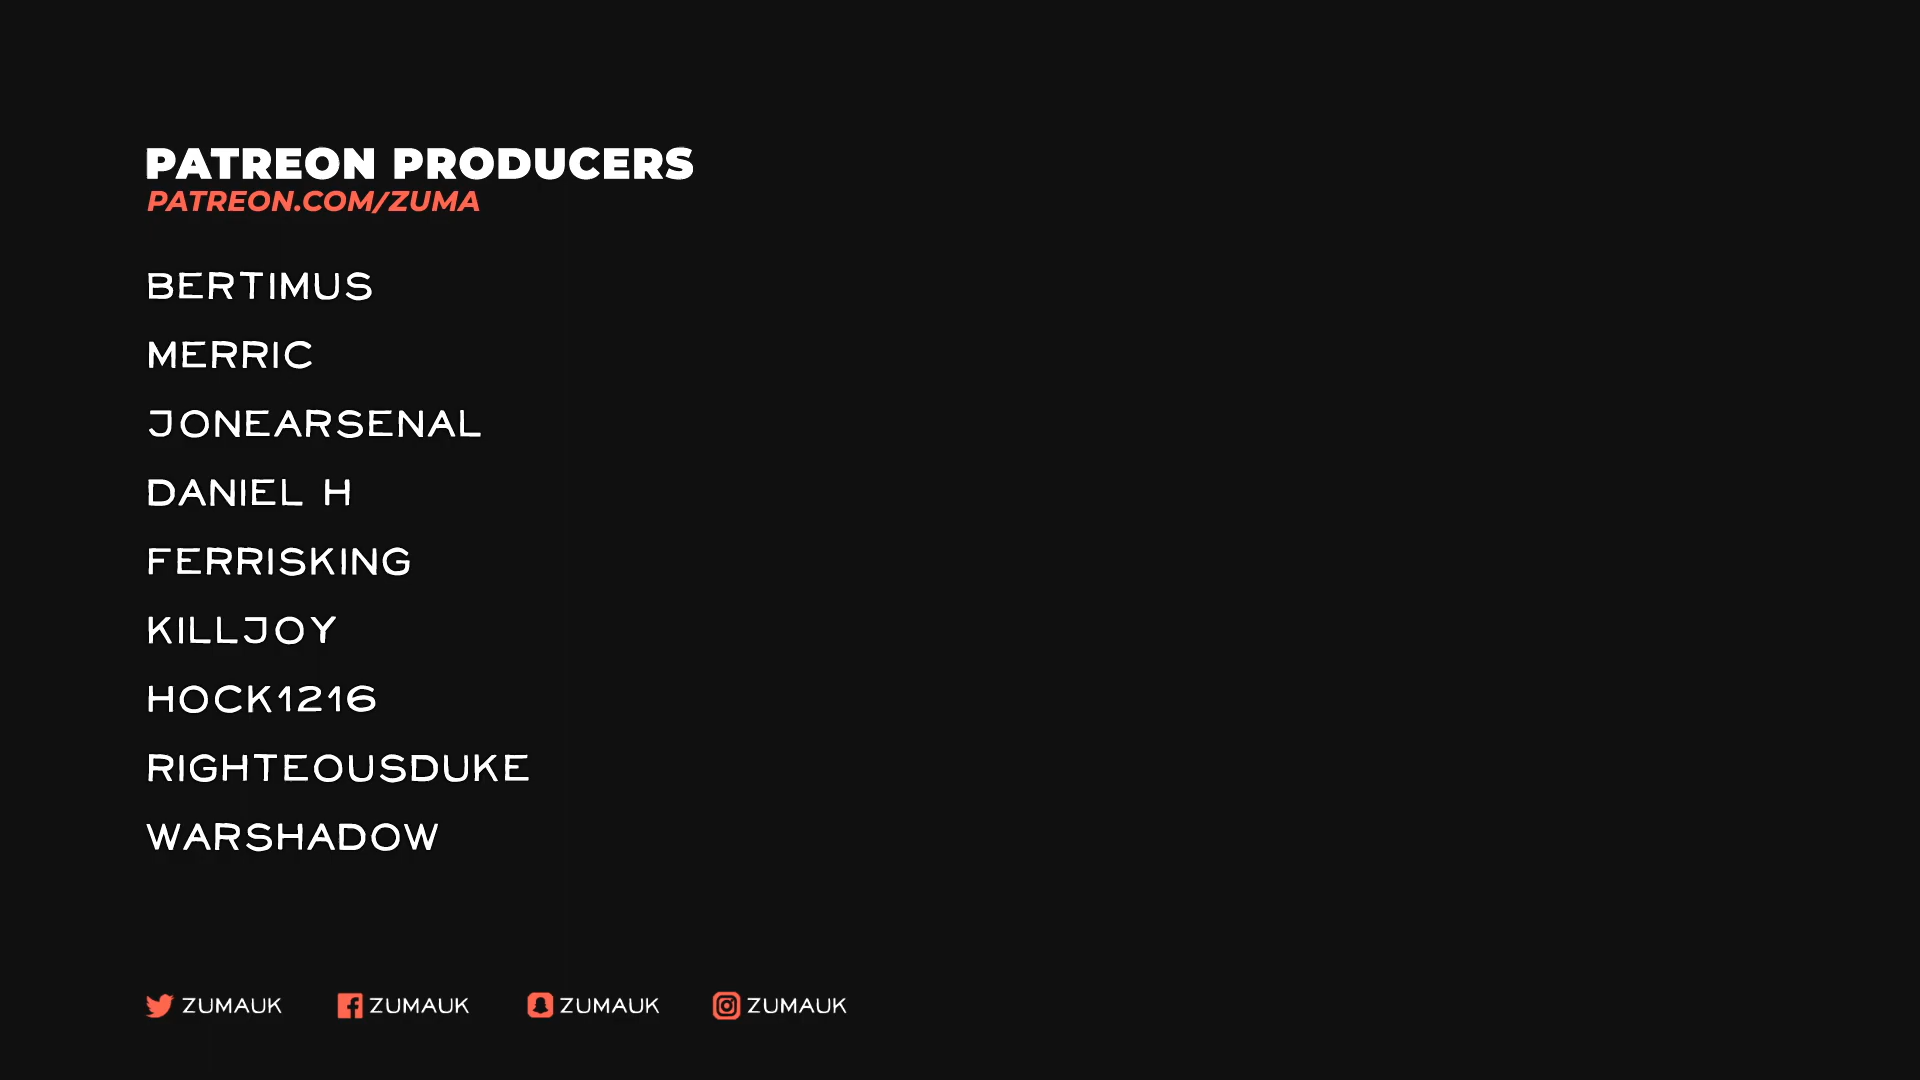 PATREON PRODUCERS
PATREON.COM/ZUMA
BERTIMUS
MERRIC
JONEARSENAL
DANIEL H
FERRISKING
KILLJOY
HOCK1216
RIGHTEOUSDUKE
WARSHADOW
ZUMAUK ZUMAUK ZUMAUK ZUMAUK